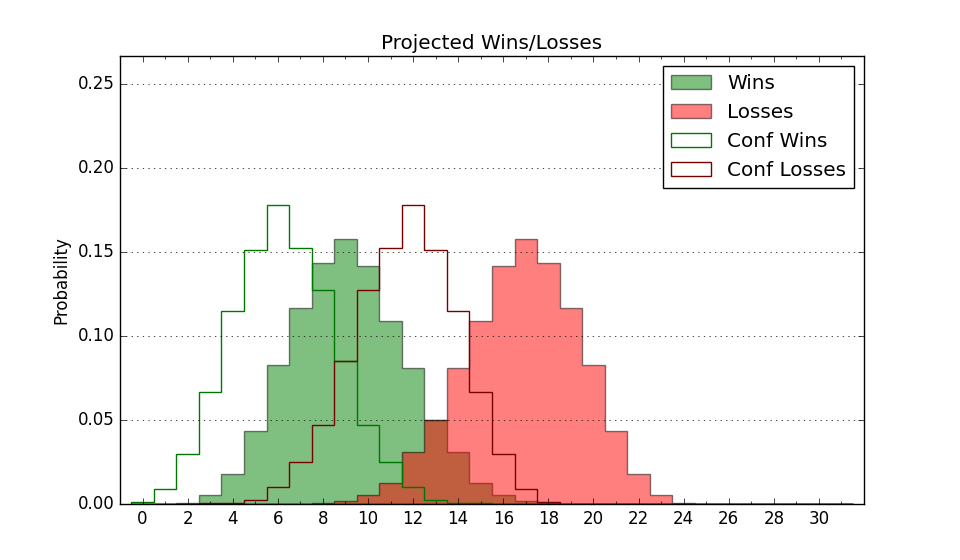 Projected Wins/Losses
Wins
Losses
Conf Wins
Conf Losses
Probability
0.25
0.20
0.15
0.10
0.05
0.00
0 2 4 6 8 10 12 14 16 18 20 22 24 26 28 30